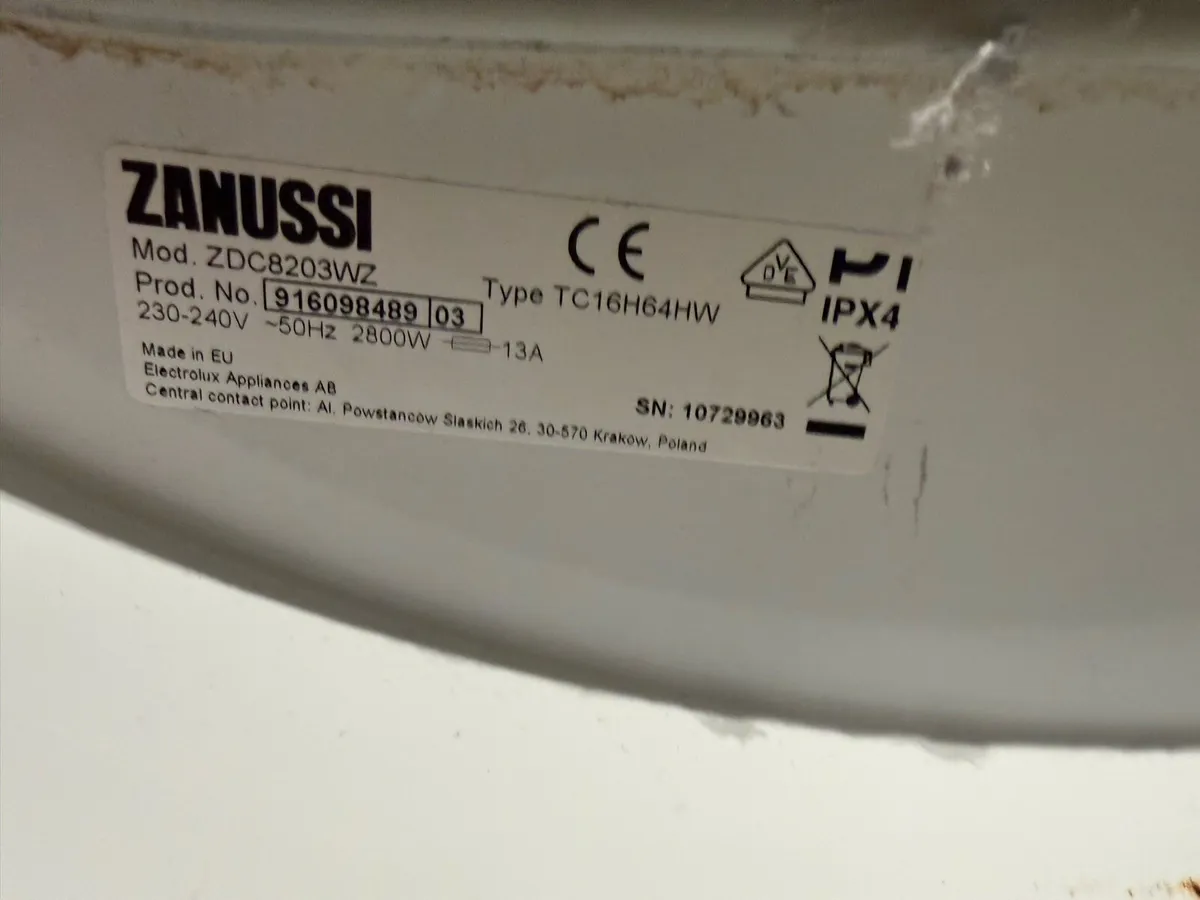 ZANUSSI
Mod. ZDC8203WZ
Prod. No. 916098489 03
Type TC16H64HW
230-240V ~50Hz 2800W 13A
Made in EU
Electrolux Appliances AB
Central contact point: Al. Powstancow Slaskich 26, 30-570 Krakow, Poland
SN: 10729963
CE
DVE
IPX4